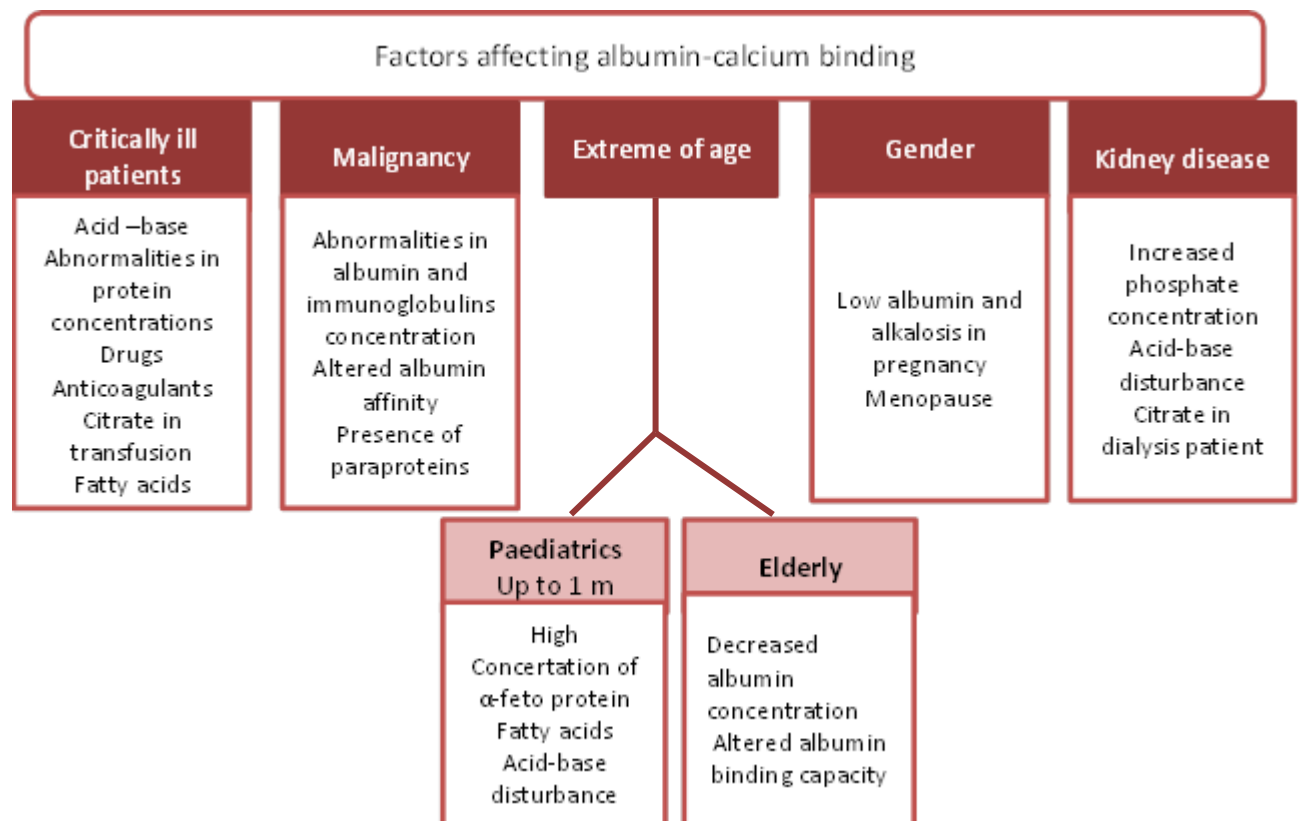 Factors affecting albumin-calcium binding
Critically ill
patients
Acid –base
Abnormalities in
protein
concentrations
Drugs
Anticoagulants
Citrate in
transfusion
Fatty acids
Malignancy
Abnormalities in
albumin and
immunoglobulins
concentration
Altered albumin
affinity
Presence of
paraproteins
Extreme of age
Paediatrics
Up to 1 m
High
Concertation of
α-feto protein
Fatty acids
Acid-base
disturbance
Elderly
Decreased
albumin
concentration
Altered albumin
binding capacity
Gender
Low albumin and
alkalosis in
pregnancy
Menopause
Kidney disease
Increased
phosphate
concentration
Acid-base
disturbance
Citrate in
dialysis patient